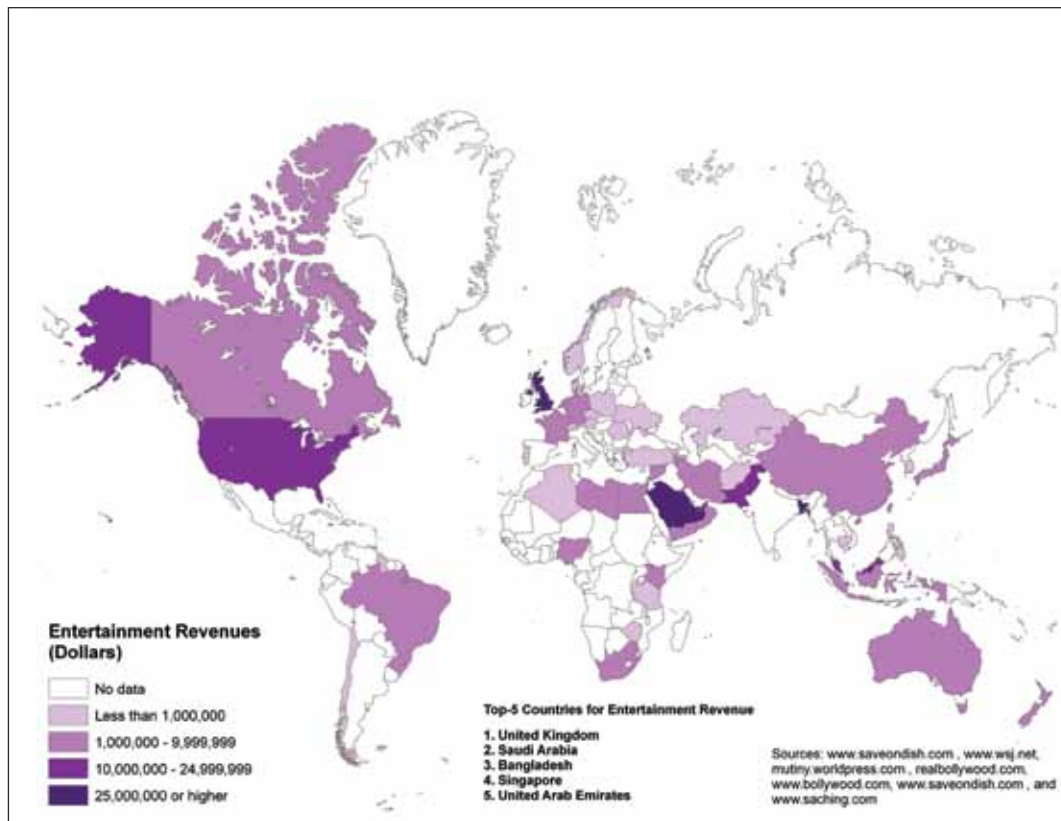 Entertainment Revenues
(Dollars)
No data
Less than 1,000,000
1,000,000 - 9,999,999
10,000,000 - 24,999,999
25,000,000 or higher
Top-5 Countries for Entertainment Revenue
1. United Kingdom
2. Saudi Arabia
3. Bangladesh
4. Singapore
5. United Arab Emirates
Sources: www.saveondish.com , www.wsj.net,
mutiny.worldpress.com , realbollywood.com,
www.bollywood.com, www.saveondish.com , and
www.saching.com